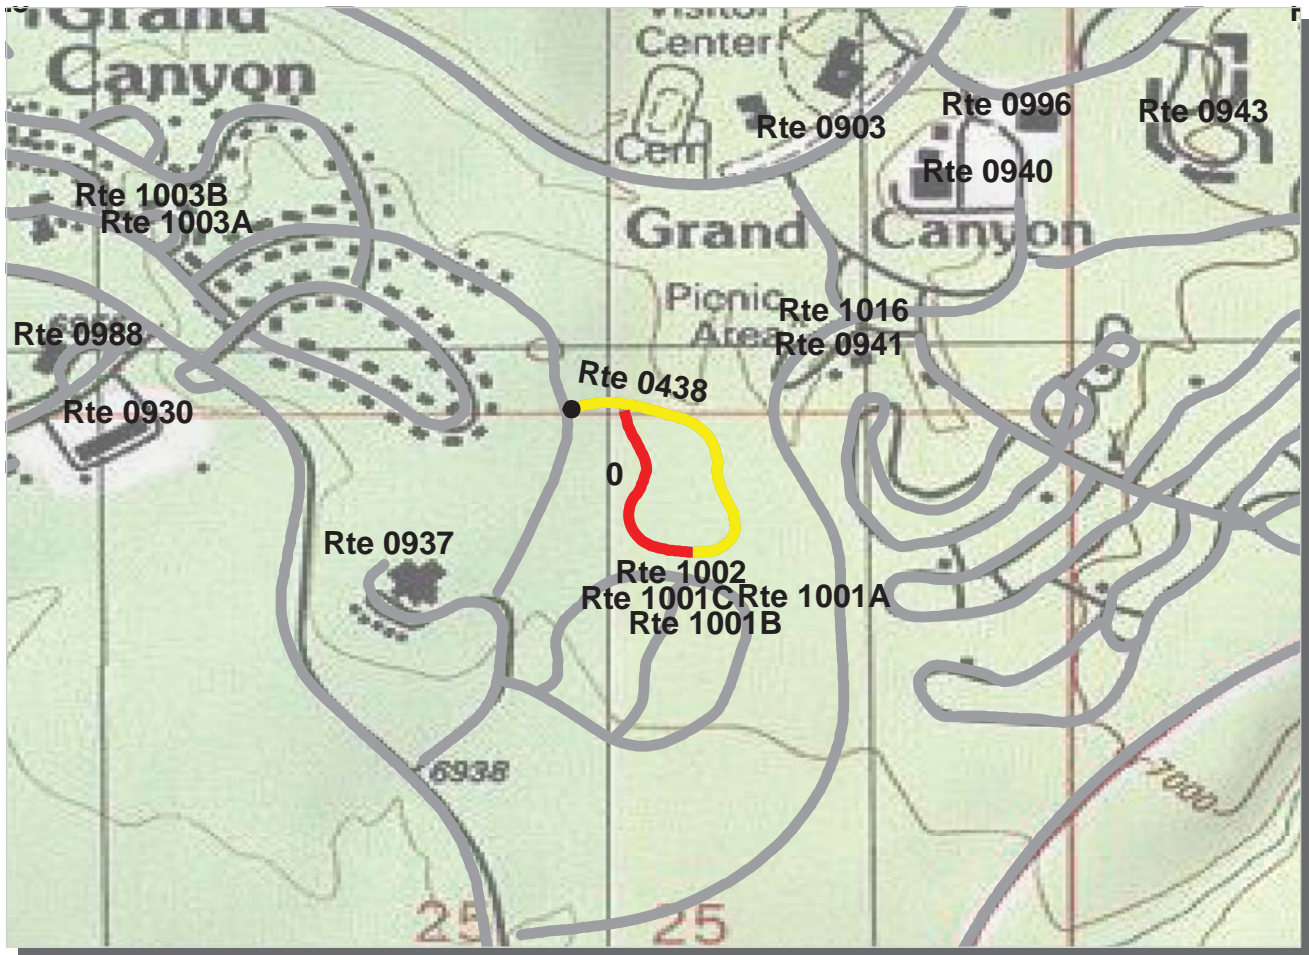 Grand
Canyon
Visitor
Center
Cem
Rte 0903
Rte 0996
Rte 0943
Rte 0940
Rte 1003B
Rte 1003A
Grand Canyon
Picnic
Area
Rte 1016
Rte 0941
Rte 0988
Rte 0930
Rte 0438
0
Rte 0937
Rte 1002
Rte 1001C
Rte 1001A
Rte 1001B
6938
7000
25
25